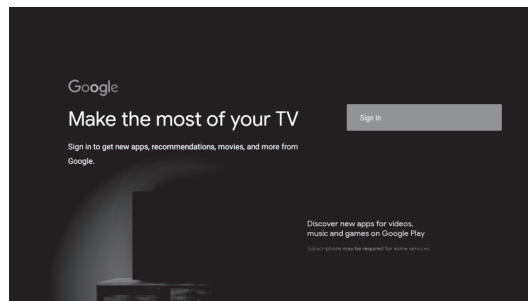 Google
Make the most of your TV
Sign In
Sign in to get new apps, recommendations, movies, and more from
Google.
Discover new apps for videos,
music and games on Google Play
Subscriptions may be required for some services.